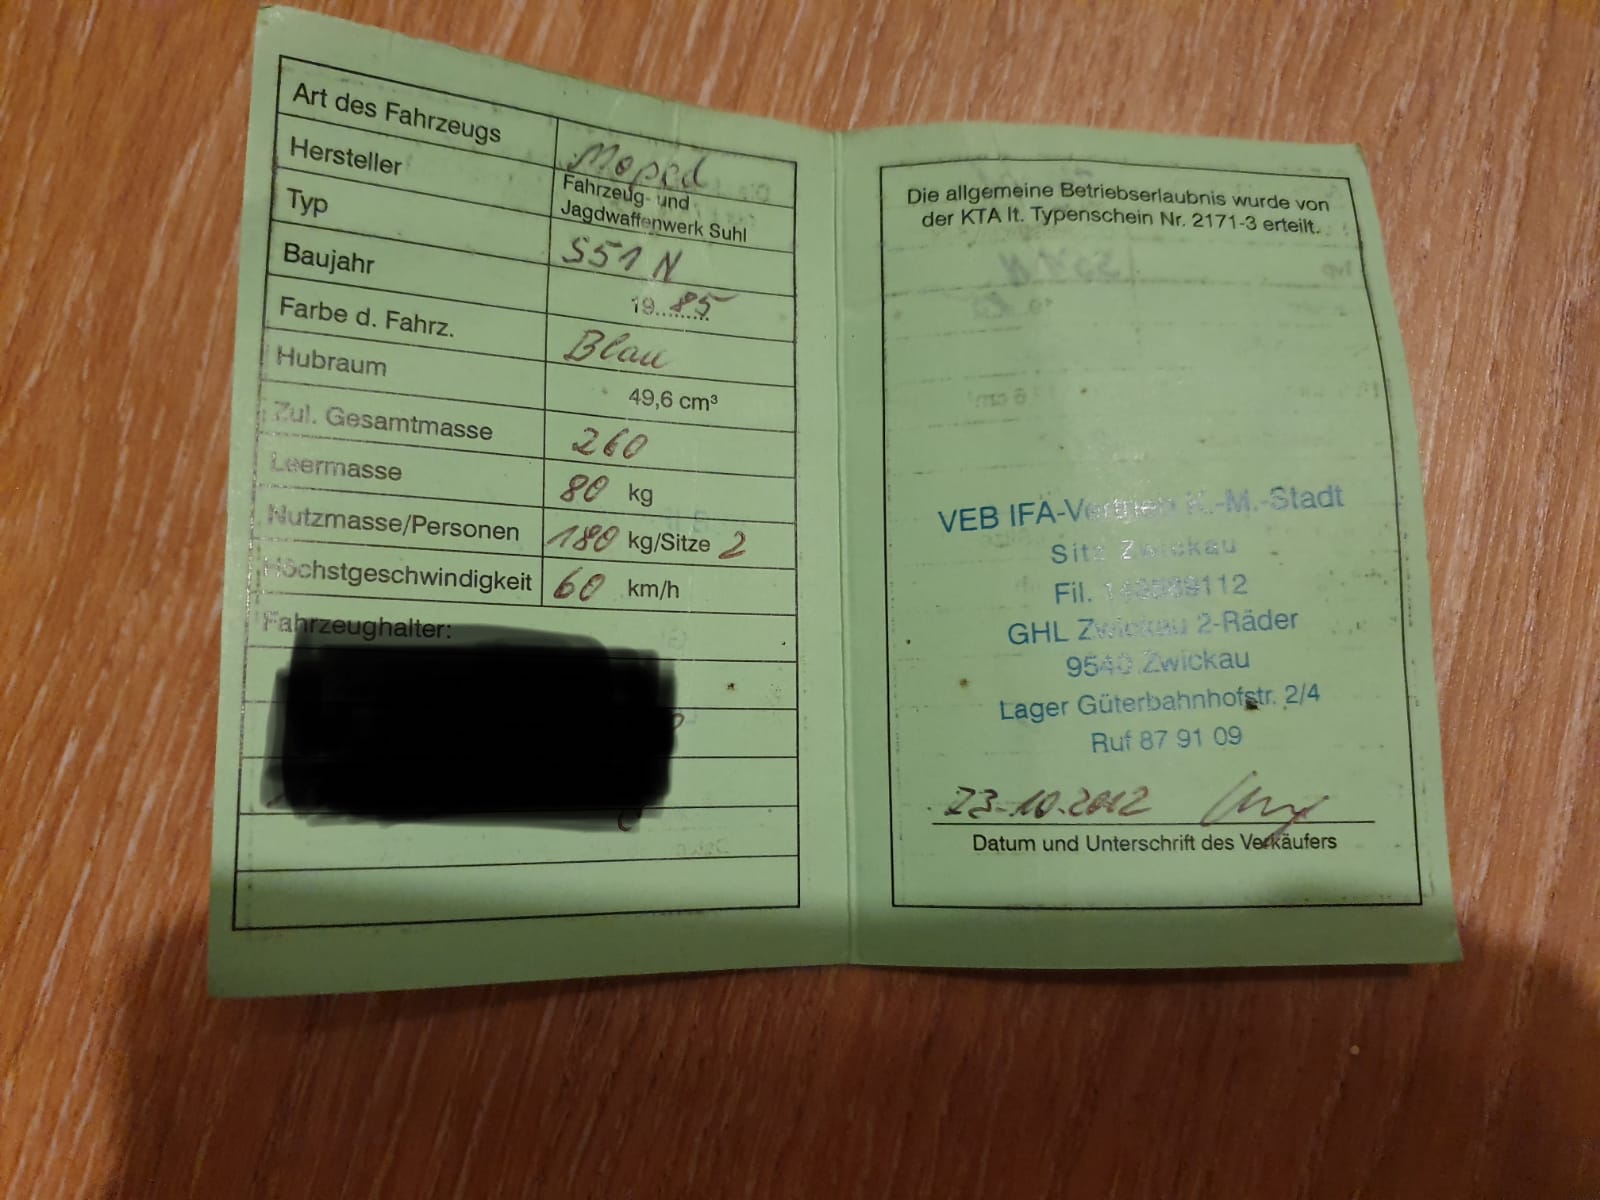 Art des Fahrzeugs
Moped
Hersteller
Fahrzeug- und
Jagdwaffenwerk Suhl
Typ
S51 N
Baujahr
19 85
Farbe d. Fahrz.
Blau
Hubraum
49,6 cm³
Zul. Gesamtmasse
260
Leermasse
80 kg
Nutzmasse/Personen
180 kg/Sitze 2
Höchstgeschwindigkeit
60 km/h
Fahrzeughalter:
Die allgemeine Betriebserlaubnis wurde von
der KTA lt. Typenschein Nr. 2171-3 erteilt.
VEB IFA-Vertrieb K.-M.-Stadt
Sitz Zwickau
Fil.
GHL Zwickau 2-Räder
9540 Zwickau
Lager Güterbahnhofstr. 2/4
Ruf 87 91 09
23.10.2012
Datum und Unterschrift des Verkäufers